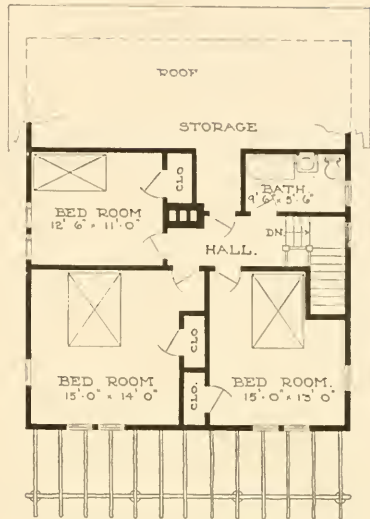 ROOF
STORAGE
CLO
BATH.
9' 6" x 5'-6"
BED ROOM
12' 6" x 11'-0"
DN.
HALL.
CLO
BED ROOM
15'-0" x 14' 0"
CLO.
BED ROOM.
15'-0" x 13' 0"